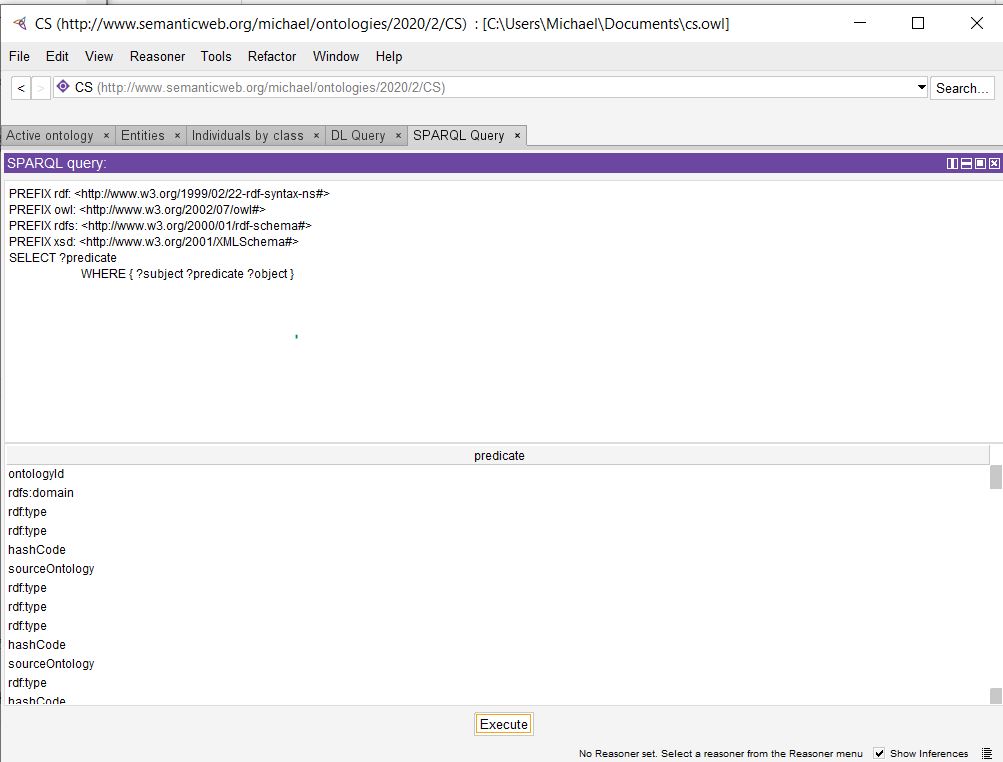 CS (http://www.semanticweb.org/michael/ontologies/2020/2/CS) : [C:\Users\Michael\Documents\cs.owl]
File Edit View Reasoner Tools Refactor Window Help
< > CS (http://www.semanticweb.org/michael/ontologies/2020/2/CS) Search...
Active ontology × Entities × Individuals by class × DL Query × SPARQL Query ×
SPARQL query:
PREFIX rdf: <http://www.w3.org/1999/02/22-rdf-syntax-ns#>
PREFIX owl: <http://www.w3.org/2002/07/owl#>
PREFIX rdfs: <http://www.w3.org/2000/01/rdf-schema#>
PREFIX xsd: <http://www.w3.org/2001/XMLSchema#>
SELECT ?predicate
WHERE { ?subject ?predicate ?object }
predicate
ontologyId
rdfs:domain
rdf:type
rdf:type
hashCode
sourceOntology
rdf:type
rdf:type
rdf:type
hashCode
sourceOntology
rdf:type
hashCode
Execute
No Reasoner set. Select a reasoner from the Reasoner menu Show Inferences